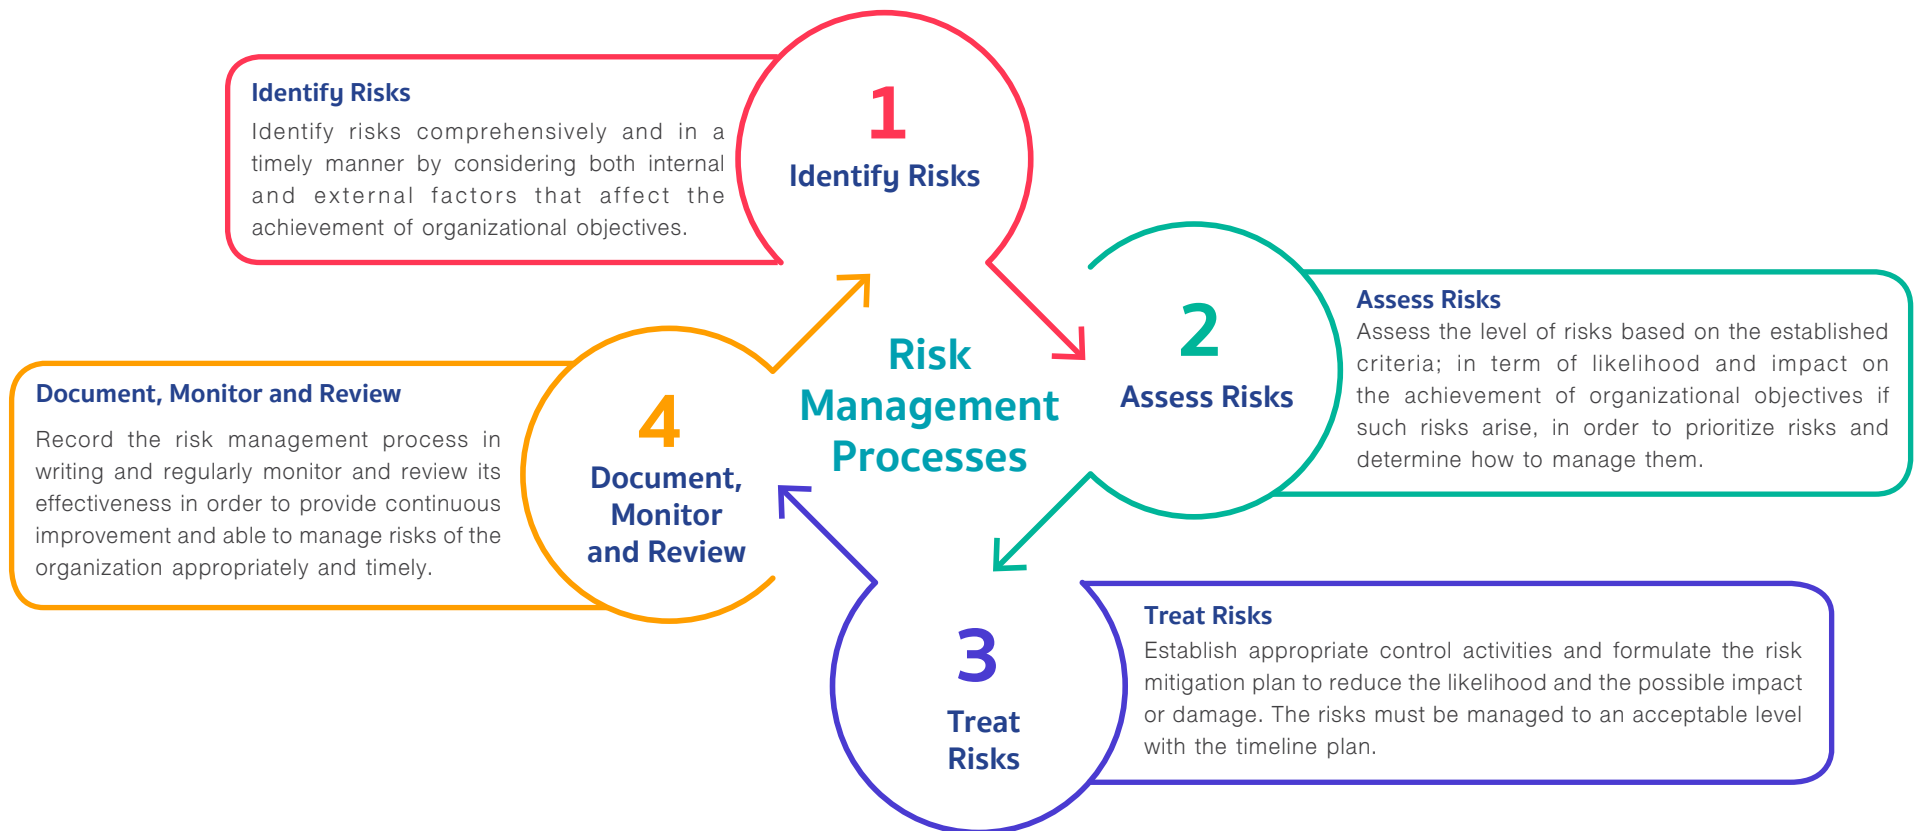 1
Identify Risks
Identify Risks
Identify risks comprehensively and in a
timely manner by considering both internal
and external factors that affect the
achievement of organizational objectives.
2
Assess Risks
Assess Risks
Assess the level of risks based on the established
criteria; in term of likelihood and impact on
the achievement of organizational objectives if
such risks arise, in order to prioritize risks and
determine how to manage them.
Risk
Management
Processes
3
Treat
Risks
Treat Risks
Establish appropriate control activities and formulate the risk
mitigation plan to reduce the likelihood and the possible impact
or damage. The risks must be managed to an acceptable level
with the timeline plan.
4
Document,
Monitor
and Review
Document, Monitor and Review
Record the risk management process in
writing and regularly monitor and review its
effectiveness in order to provide continuous
improvement and able to manage risks of the
organization appropriately and timely.